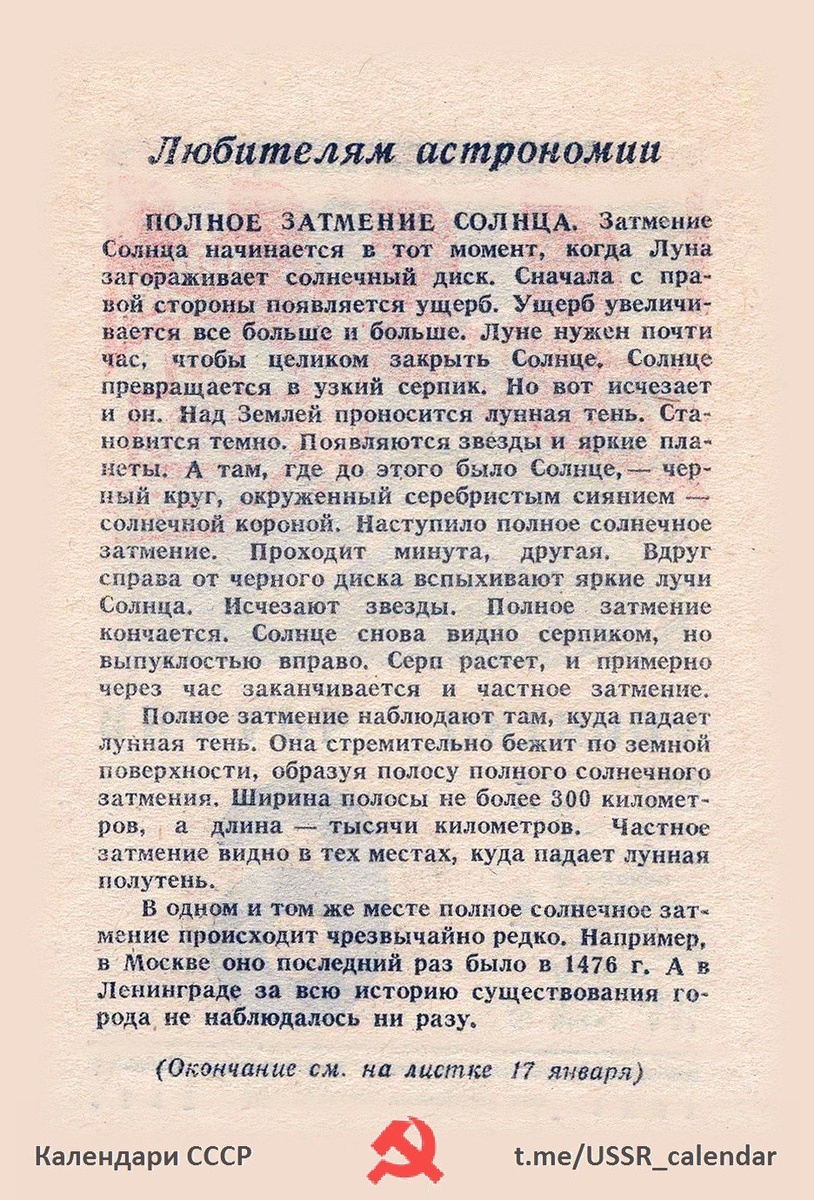 Любителям астрономии
ПОЛНОЕ ЗАТМЕНИЕ СОЛНЦА. Затмение
Солнца начинается в тот момент, когда Луна
загораживает солнечный диск. Сначала с пра-
вой стороны появляется ущерб. Ущерб увеличи-
вается все больше и больше. Луне нужен почти
час, чтобы целиком закрыть Солнце. Солнце
превращается в узкий серпик. Но вот исчезает
и он. Над Землей проносится лунная тень. Ста-
новится темно. Появляются звезды и яркие пла-
неты. А там, где до этого было Солнце, — чер-
ный круг, окруженный серебристым сиянием —
солнечной короной. Наступило полное солнечное
затмение. Проходит минута, другая. Вдруг
справа от черного диска вспыхивают яркие лучи
Солнца. Исчезают звезды. Полное затмение
кончается. Солнце снова видно серпиком, но
выпуклостью вправо. Серп растет, и примерно
через час заканчивается и частное затмение.
Полное затмение наблюдают там, куда падает
лунная тень. Она стремительно бежит по земной
поверхности, образуя полосу полного солнечного
затмения. Ширина полосы не более 300 километ-
ров, а длина — тысячи километров. Частное
затмение видно в тех местах, куда падает лунная
полутень.
В одном и том же месте полное солнечное зат-
мение происходит чрезвычайно редко. Например,
в Москве оно последний раз было в 1476 г. А в
Ленинграде за всю историю существования го-
рода не наблюдалось ни разу.
(Окончание см. на листке 17 января)
Календари СССР
t.me/USSR_calendar